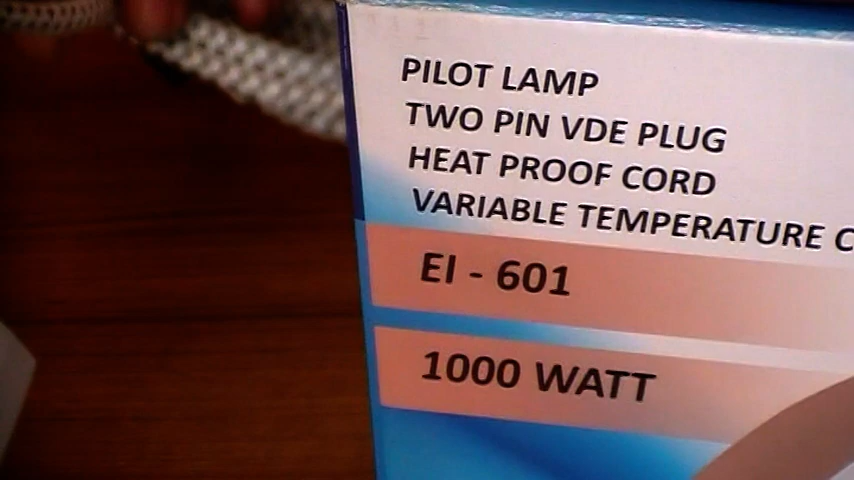 PILOT LAMP
TWO PIN VDE PLUG
HEAT PROOF CORD
VARIABLE TEMPERATURE C
EI - 601
1000 WATT